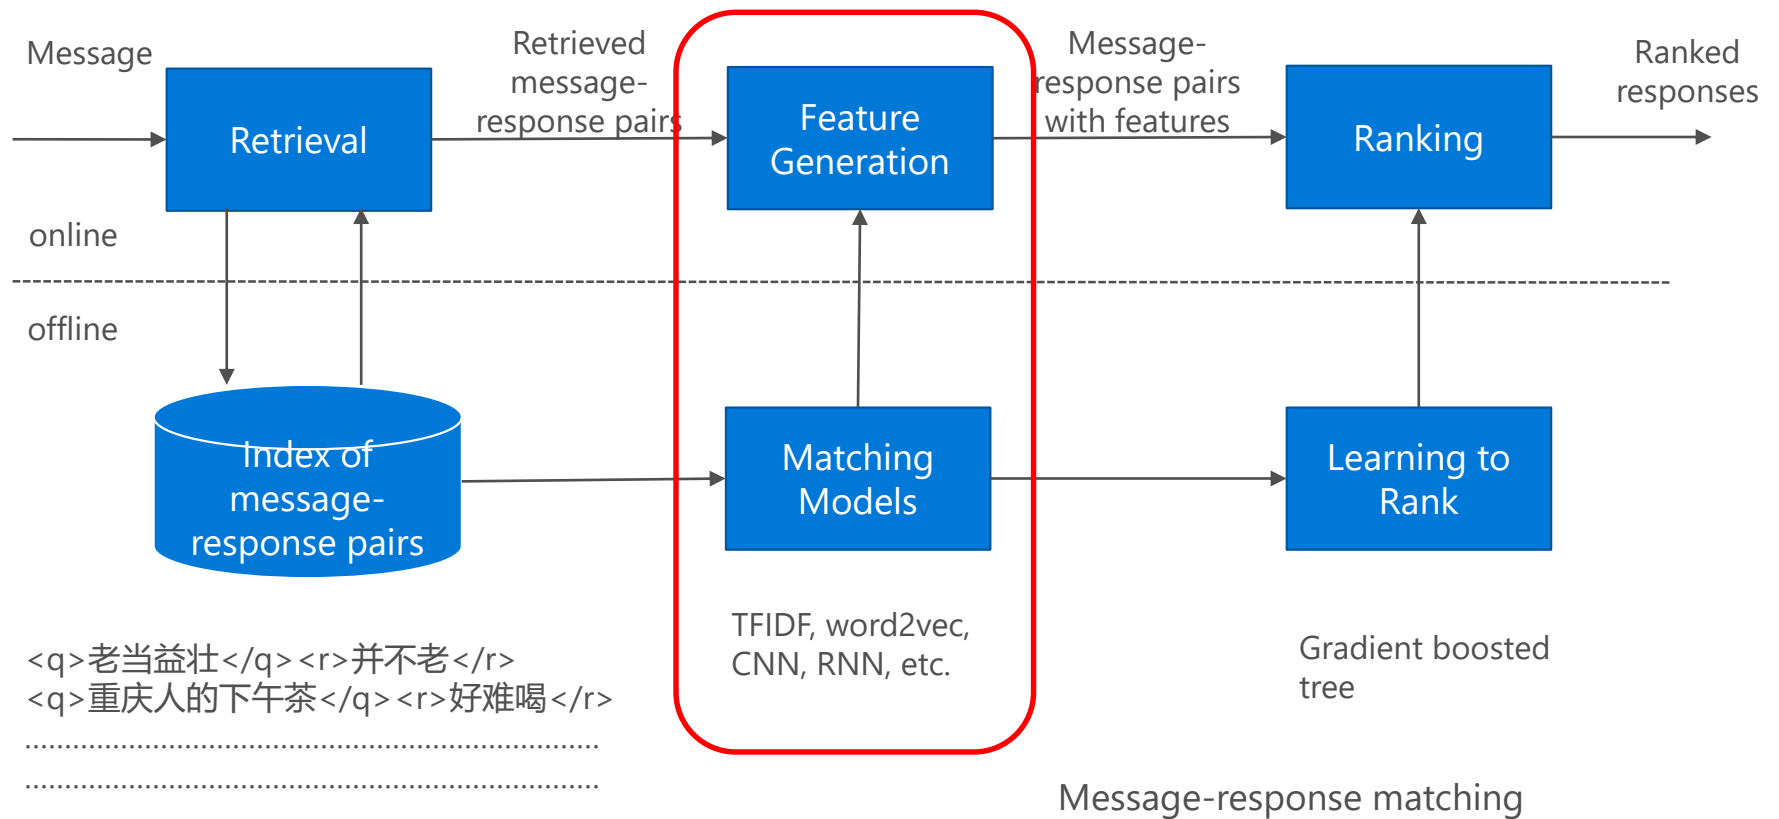 Message
Retrieved
message-
response pairs
Message-
response pairs
with features
Ranked
responses
Retrieval
Feature
Generation
Ranking
online
offline
Index of
message-
response pairs
Matching
Models
Learning to
Rank
<q>老当益壮</q><r>并不老</r>
<q>重庆人的下午茶</q><r>好难喝</r>
........................................................................
........................................................................
TFIDF, word2vec,
CNN, RNN, etc.
Gradient boosted
tree
Message-response matching